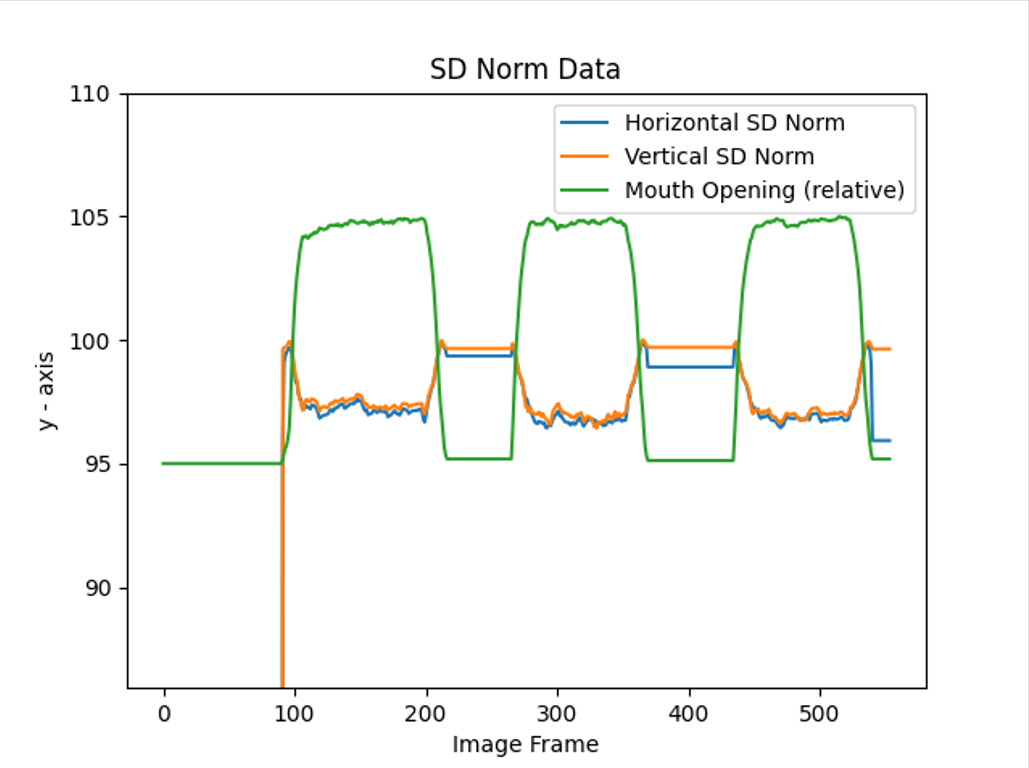 SD Norm Data
110
105
100
95
90
y - axis
Horizontal SD Norm
Vertical SD Norm
Mouth Opening (relative)
0 100 200 300 400 500
Image Frame